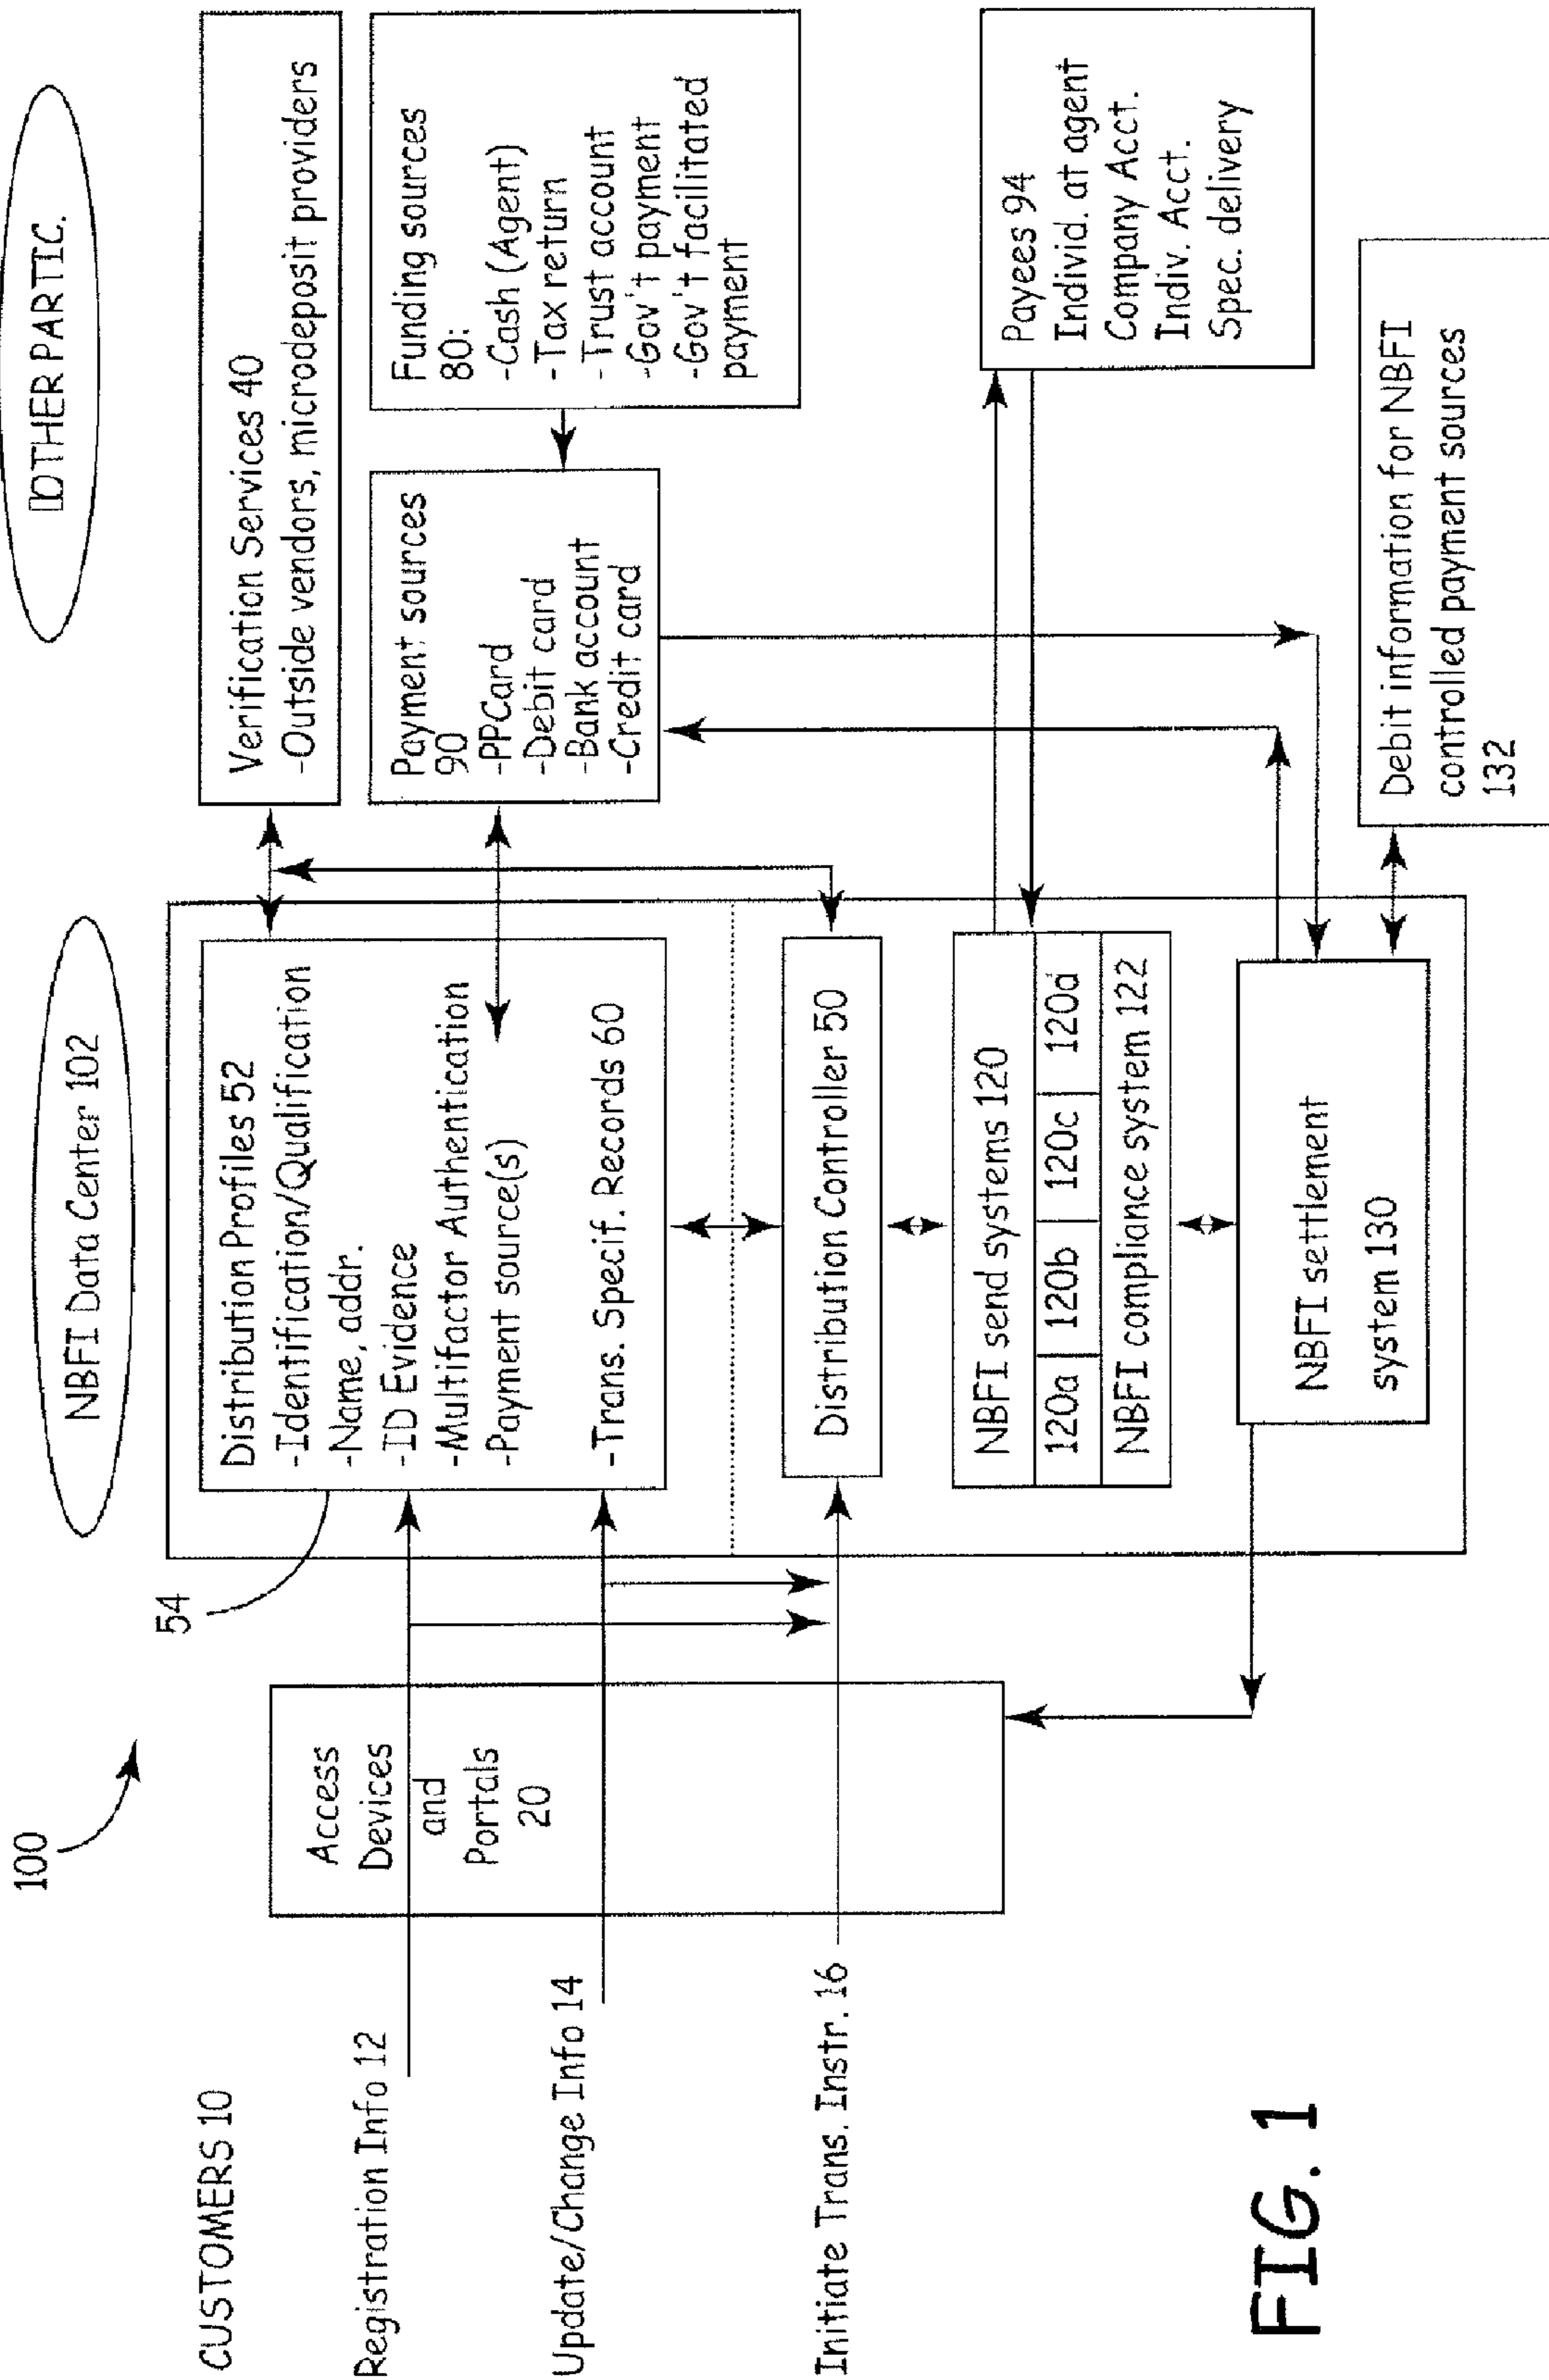 100
CUSTOMERS 10
Registration Info 12
Update/Change Info 14
Initiate Trans. Instr. 16
Access
Devices
and
Portals
20
NBFI Data Center 102
54
Distribution Profiles 52
-Identification/Qualification
-Name, addr.
-ID Evidence
-Multifactor Authentication
-Payment source(s)
-Trans. Specif. Records 60
Distribution Controller 50
NBFI send systems 120
120a 120b 120c 120d
NBFI compliance system 122
NBFI settlement
system 130
OTHER PARTIC.
Verification Services 40
-Outside vendors, microdeposit providers
Payment sources
90
-PPCard
-Debit card
-Bank account
-Credit card
Funding sources
80:
-Cash (Agent)
-Tax return
-Trust account
-Gov't payment
-Gov't facilitated
payment
Payees 94
Individ. at agent
Company Acct.
Indiv. Acct.
Spec. delivery
Debit information for NBFI
controlled payment sources
132
FIG. 1